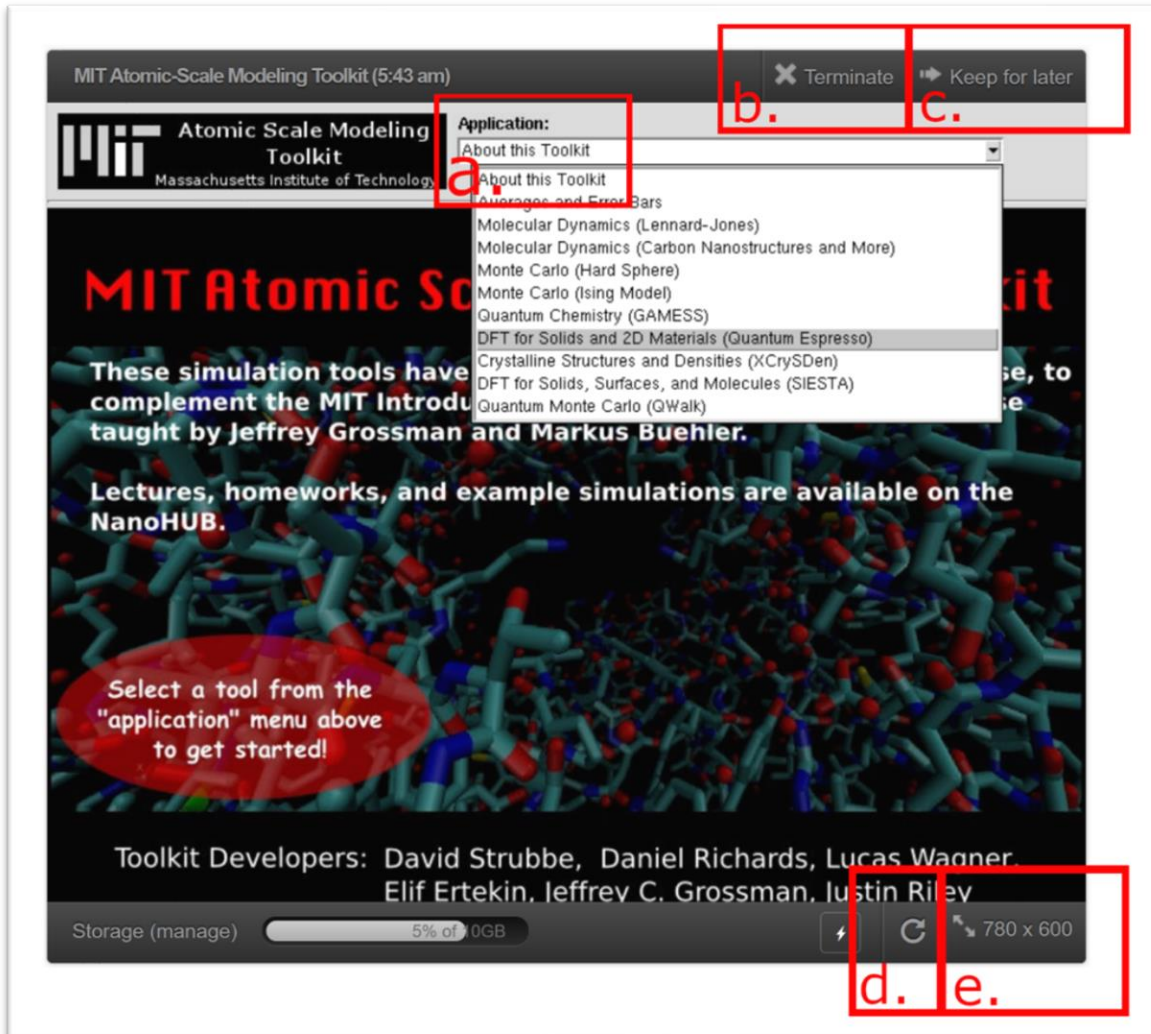 MIT Atomic-Scale Modeling Toolkit (5:43 am)
Terminate
Keep for later
b.
c.
Atomic Scale Modeling
Toolkit
Massachusetts Institute of Technology
Application:
About this Toolkit
a.
About this Toolkit
Averages and Error Bars
Molecular Dynamics (Lennard-Jones)
Molecular Dynamics (Carbon Nanostructures and More)
Monte Carlo (Hard Sphere)
Monte Carlo (Ising Model)
Quantum Chemistry (GAMESS)
DFT for Solids and 2D Materials (Quantum Espresso)
Crystalline Structures and Densities (XCrySDen)
DFT for Solids, Surfaces, and Molecules (SIESTA)
Quantum Monte Carlo (QWalk)
MIT Atomic Sc kit
These simulation tools have se, to
complement the MIT Introdu se
taught by Jeffrey Grossman and Markus Buehler.
Lectures, homeworks, and example simulations are available on the
NanoHUB.
Select a tool from the
"application" menu above
to get started!
Toolkit Developers: David Strubbe, Daniel Richards, Lucas Wagner,
Elif Ertekin, Jeffrey C. Grossman, Justin Riley
Storage (manage)
5% of 10GB
780 x 600
d.
e.